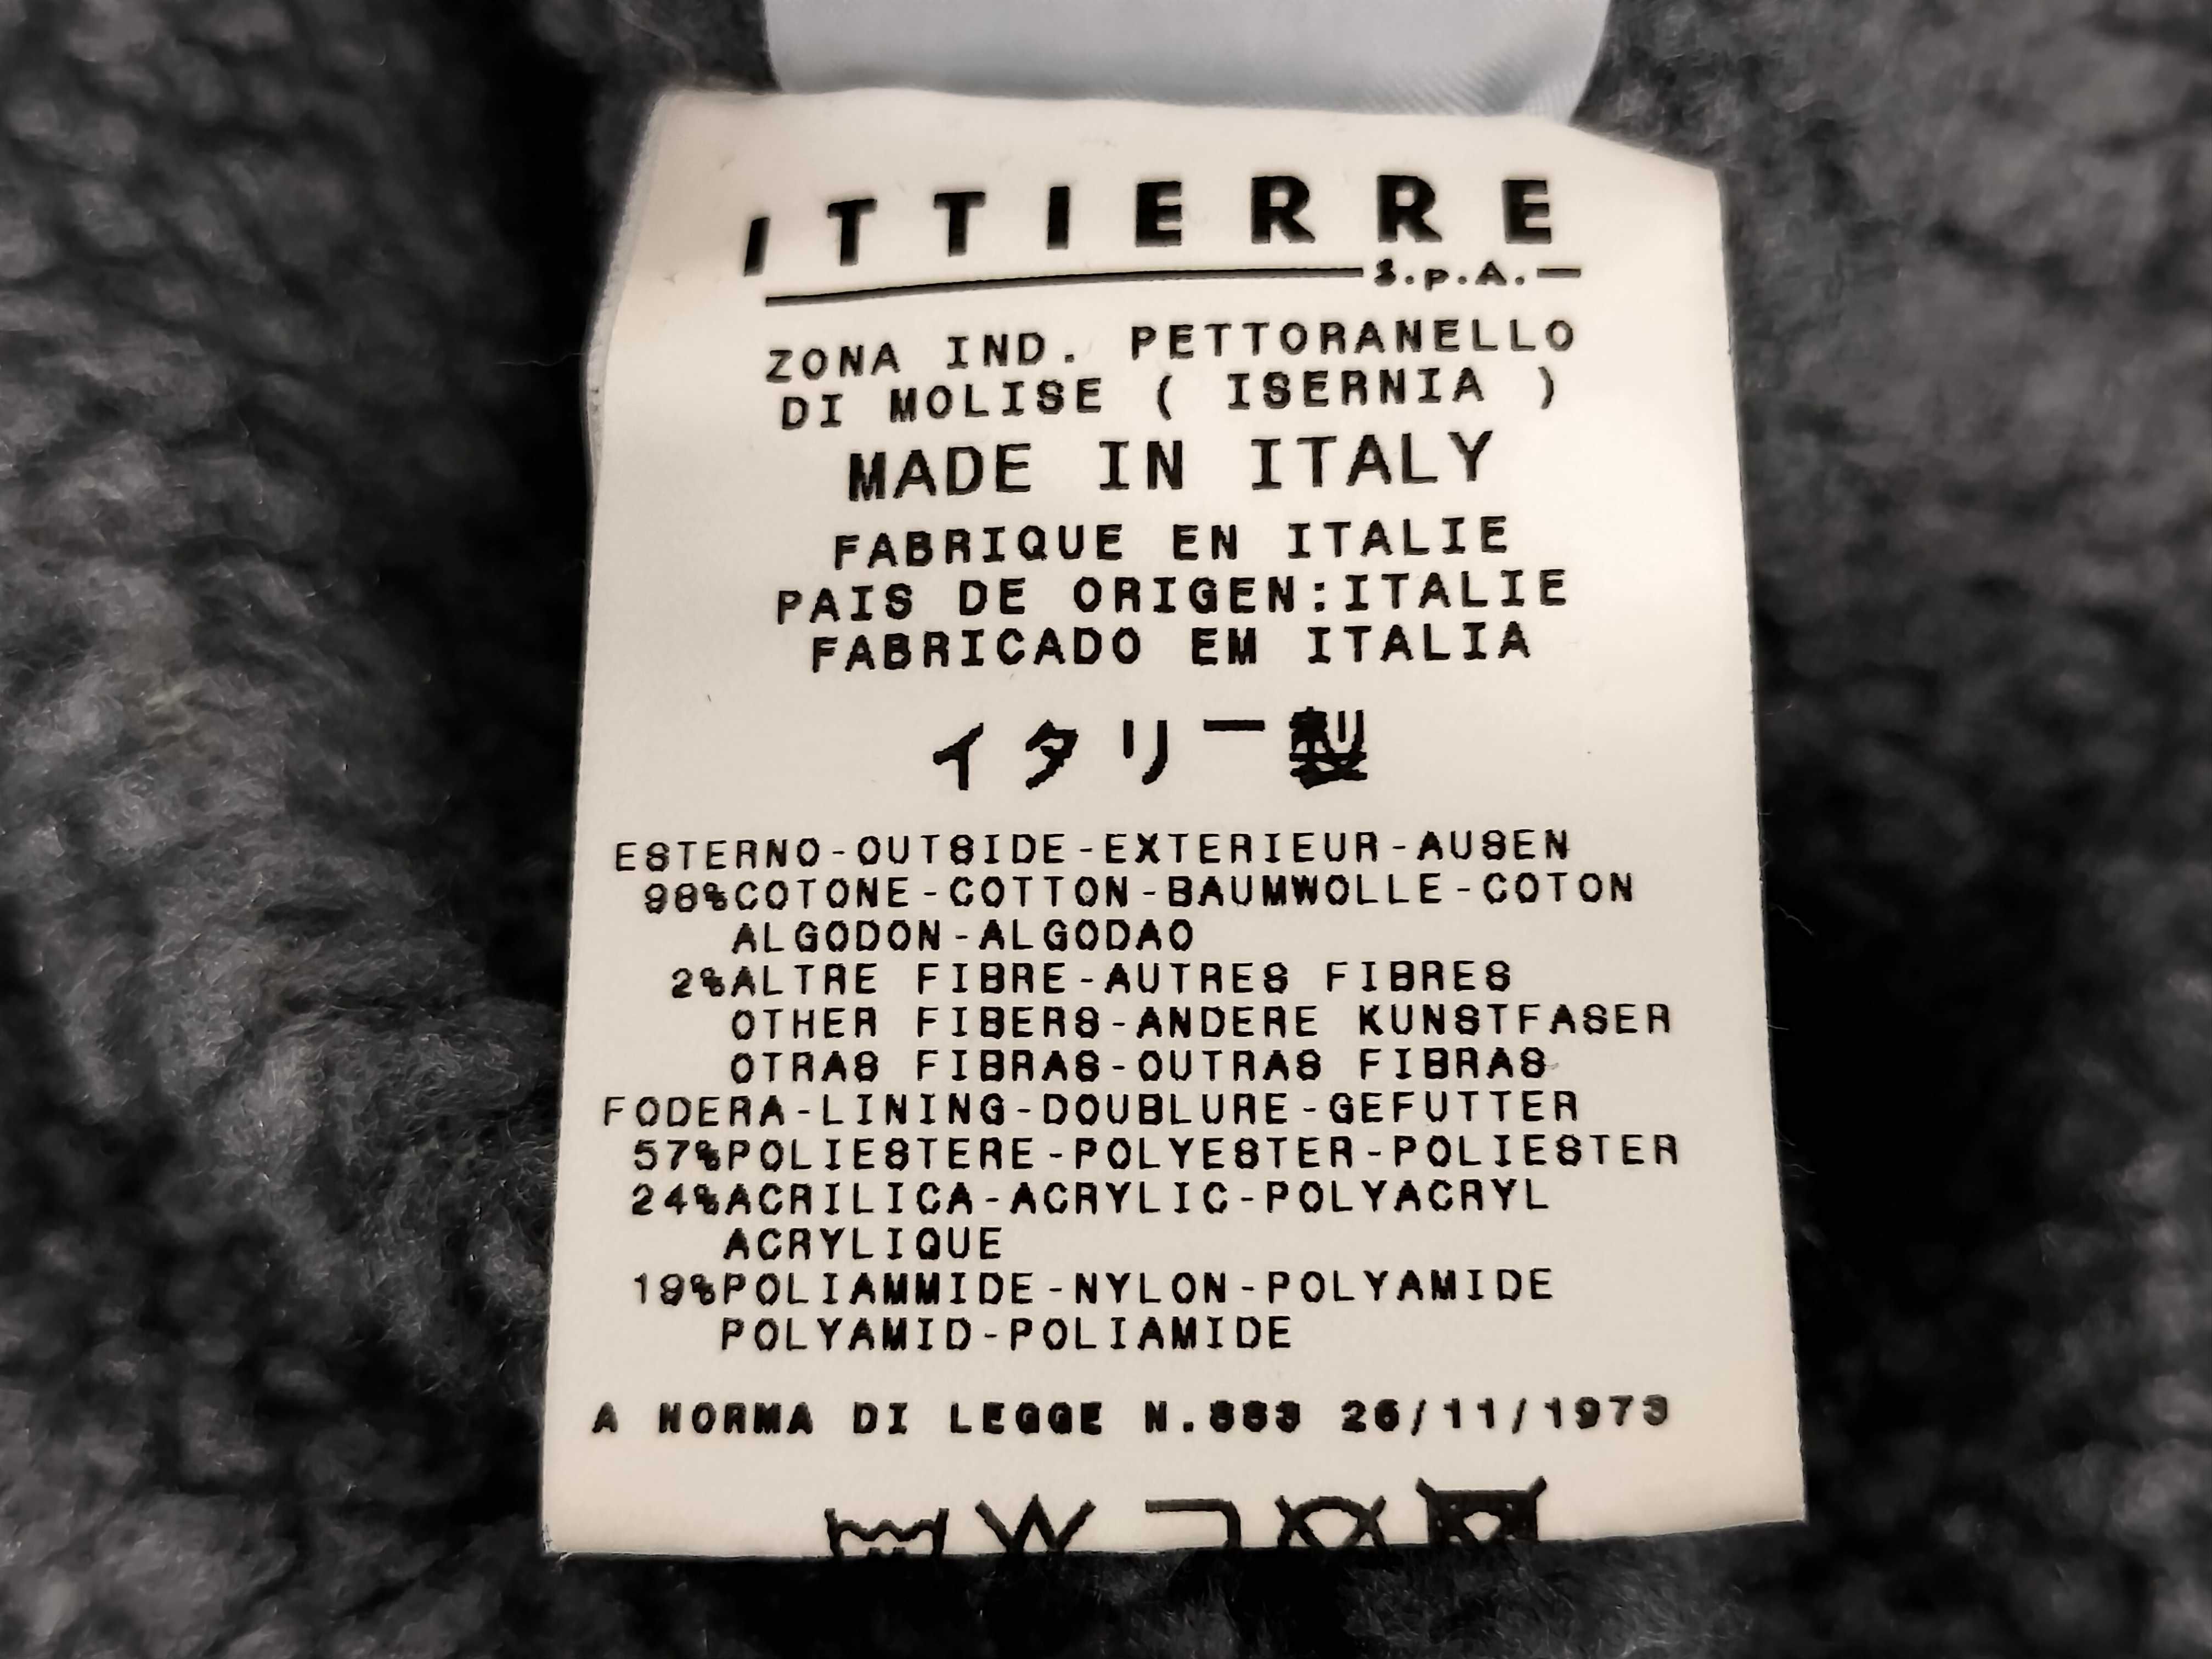 ITTIERRE
S.p.A.
ZONA IND. PETTORANELLO
DI MOLISE ( ISERNIA )
MADE IN ITALY
FABRIQUE EN ITALIE
PAIS DE ORIGEN:ITALIE
FABRICADO EM ITALIA
イタリー製
ESTERNO-OUTSIDE-EXTERIEUR-AUSEN
98%COTONE-COTTON-BAUMWOLLE-COTON
ALGODON-ALGODAO
2%ALTRE FIBRE-AUTRES FIBRES
OTHER FIBERS-ANDERE KUNSTFASER
OTRAS FIBRAS-OUTRAS FIBRAS
FODERA-LINING-DOUBLURE-GEFUTTER
57%POLIESTERE-POLYESTER-POLIESTER
24%ACRILICA-ACRYLIC-POLYACRYL
ACRYLIQUE
19%POLIAMMIDE-NYLON-POLYAMIDE
POLYAMID-POLIAMIDE
A NORMA DI LEGGE N.883 26/11/1973